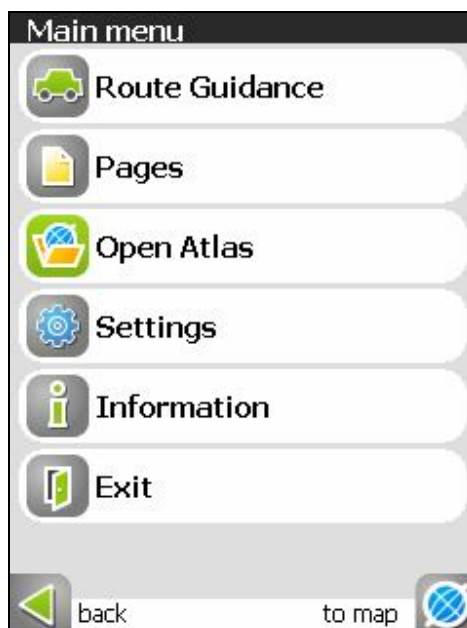 Main menu
Route Guidance
Pages
Open Atlas
Settings
Information
Exit
back to map